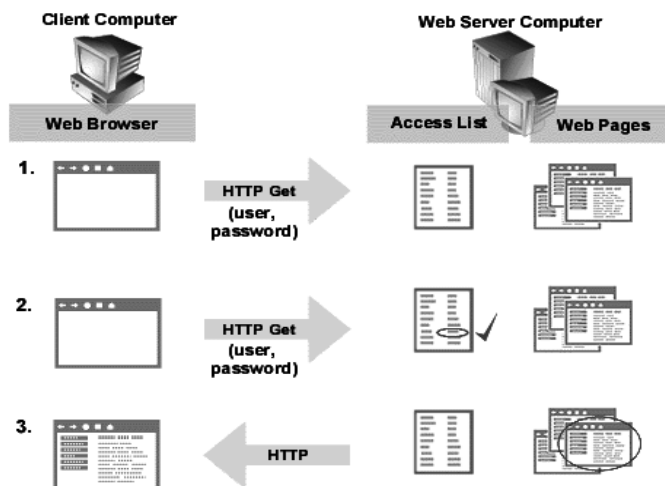 Client Computer
Web Server Computer
Web Browser
Access List
Web Pages
1.
HTTP Get
(user,
password)
2.
HTTP Get
(user,
password)
3.
HTTP